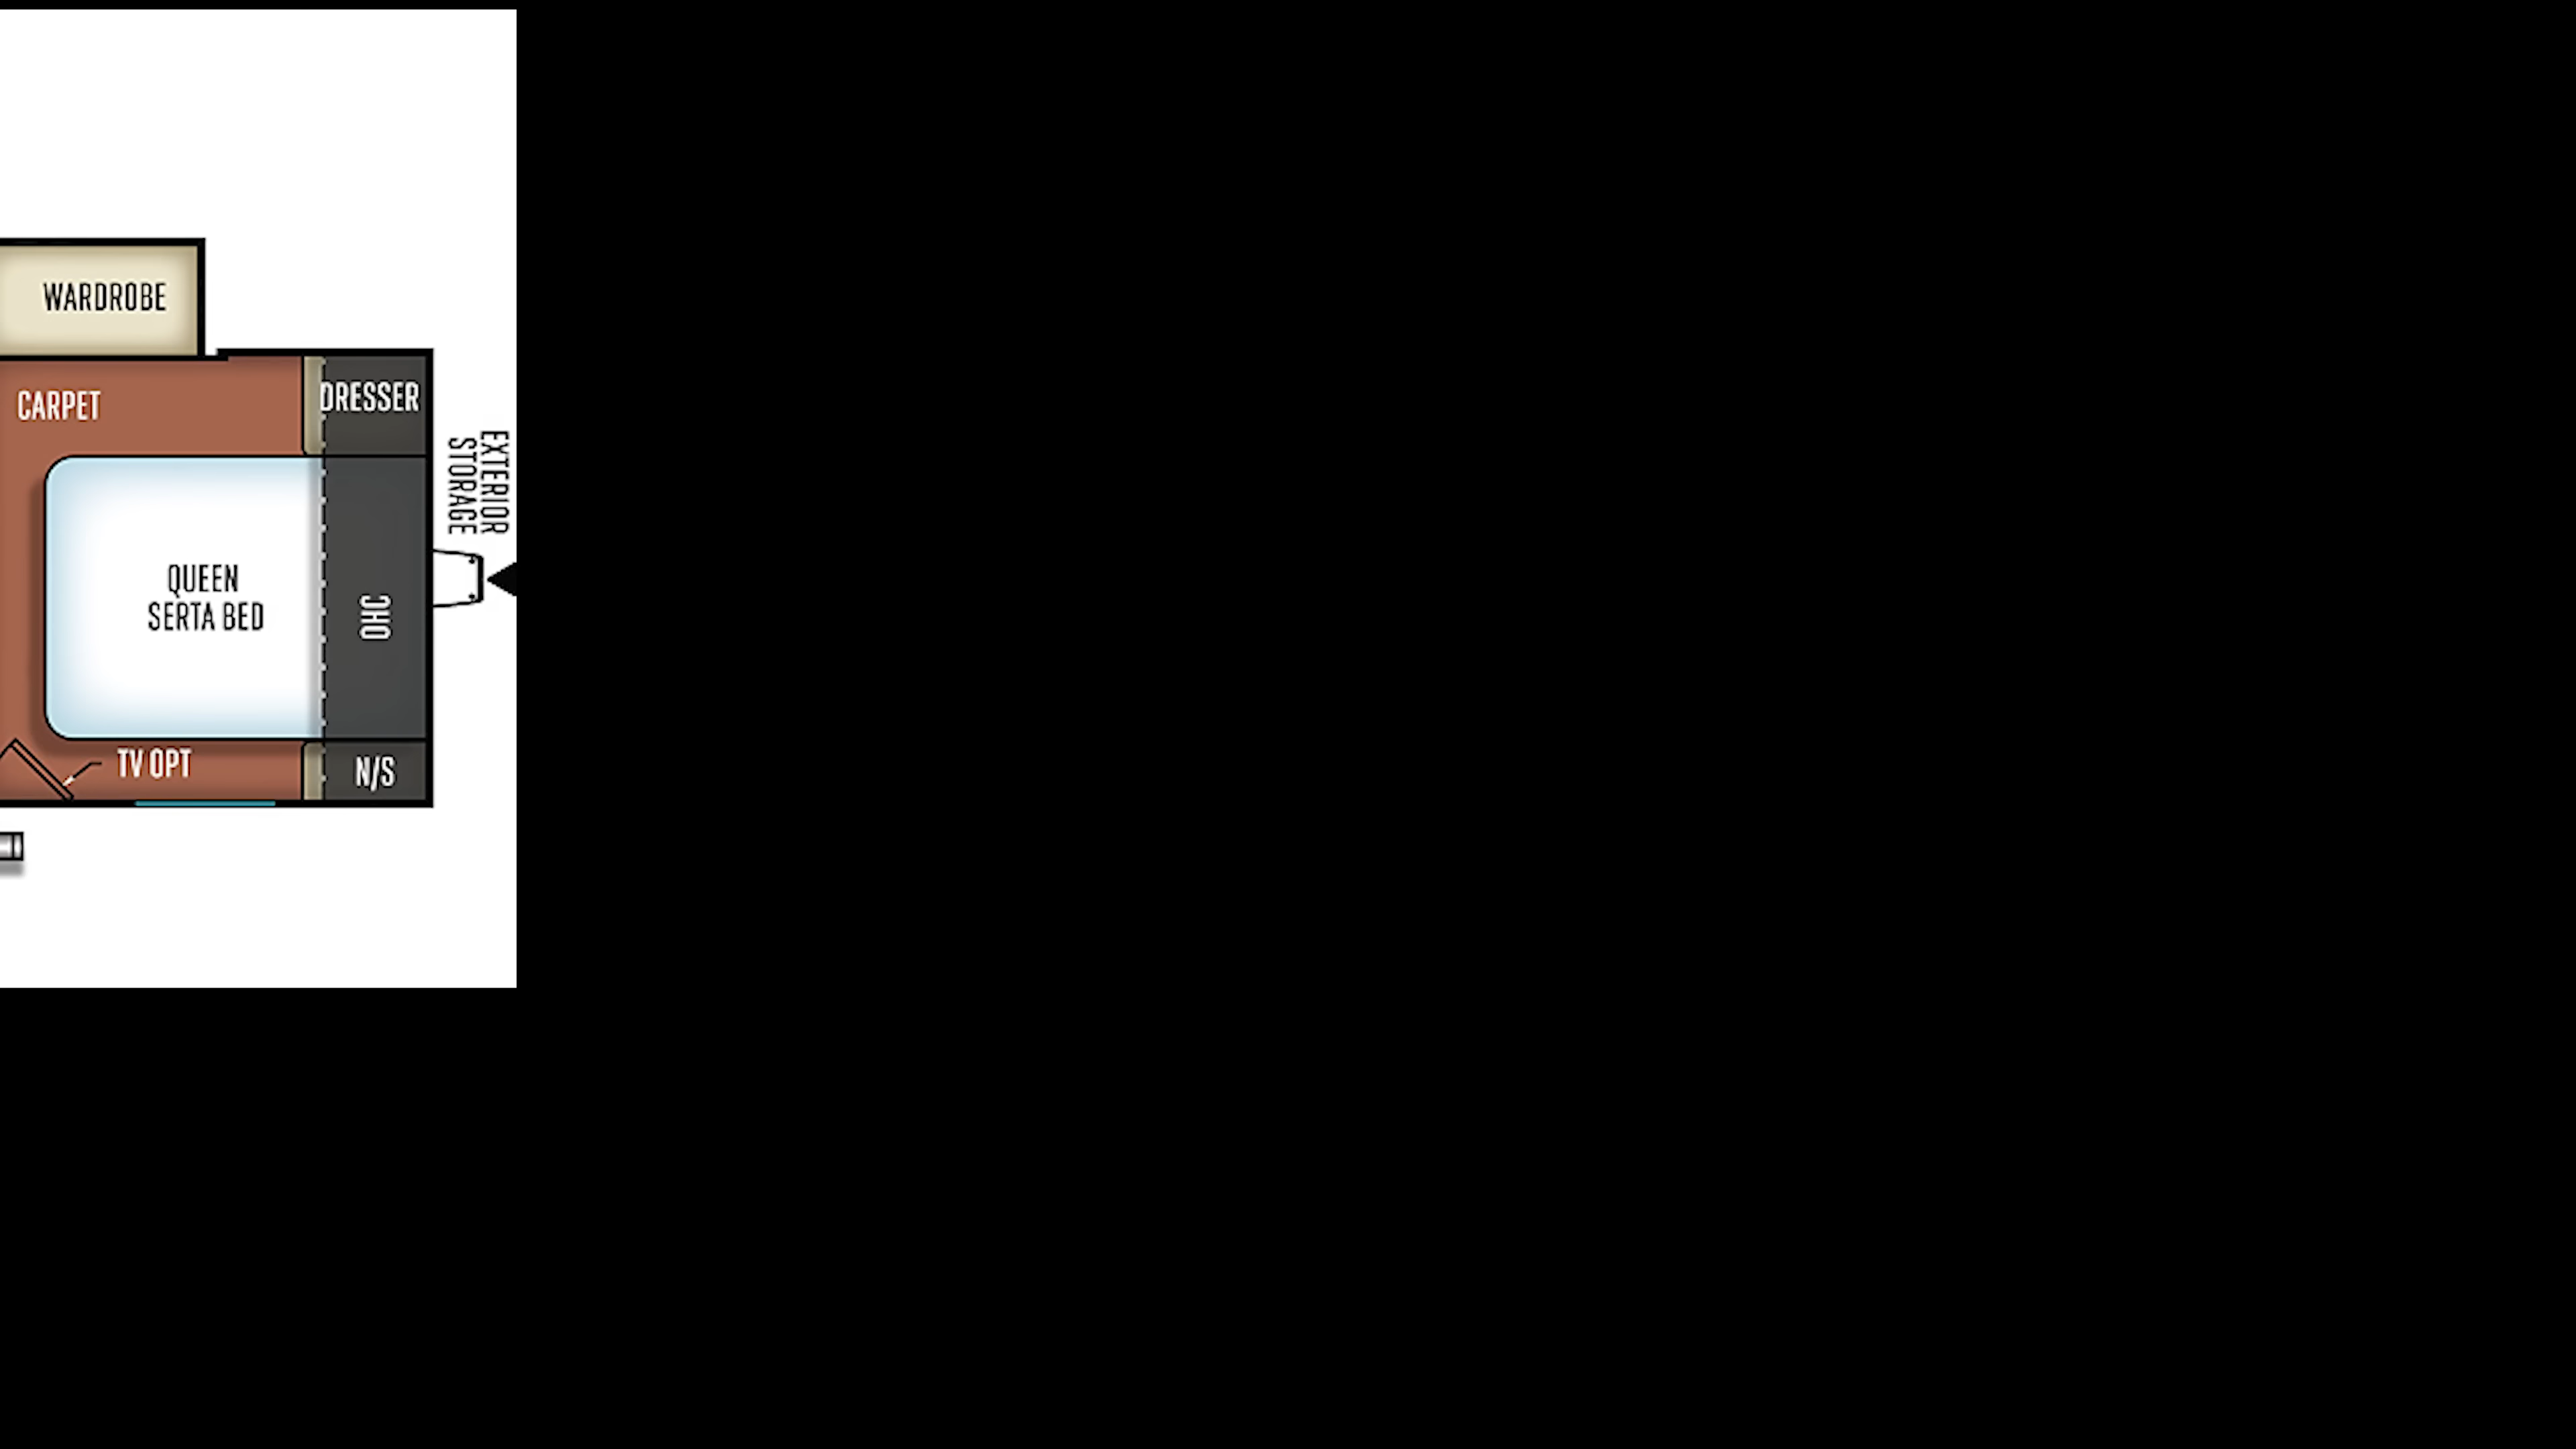 WARDROBE
CARPET
DRESSER
EXTERIOR
STORAGE
QUEEN
SERTA BED
OHC
TV OPT
N/S